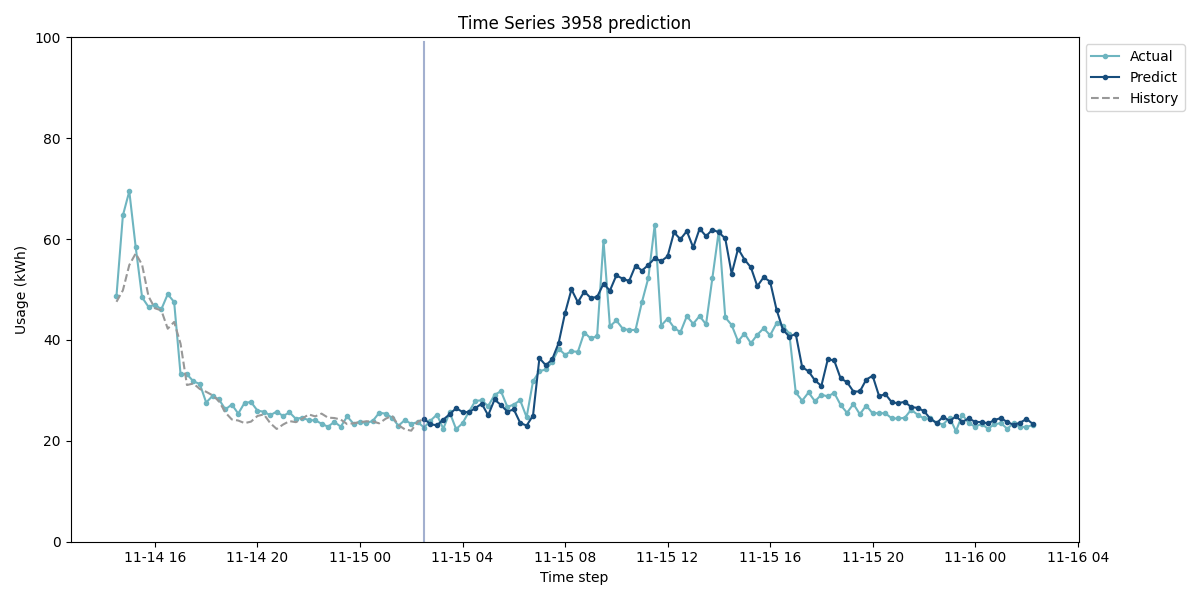 Time Series 3958 prediction
100
80
60
40
20
0
Usage (kWh)
11-14 16
11-14 20
11-15 00
11-15 04
11-15 08
11-15 12
11-15 16
11-15 20
11-16 00
11-16 04
Time step
Actual
Predict
History